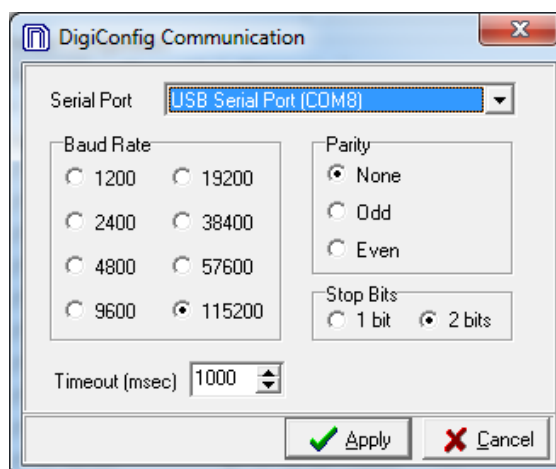 DigiConfig Communication
Serial Port USB Serial Port (COM8)
Baud Rate
1200 19200
2400 38400
4800 57600
9600 115200
Parity
None
Odd
Even
Stop Bits
1 bit 2 bits
Timeout (msec) 1000
Apply Cancel